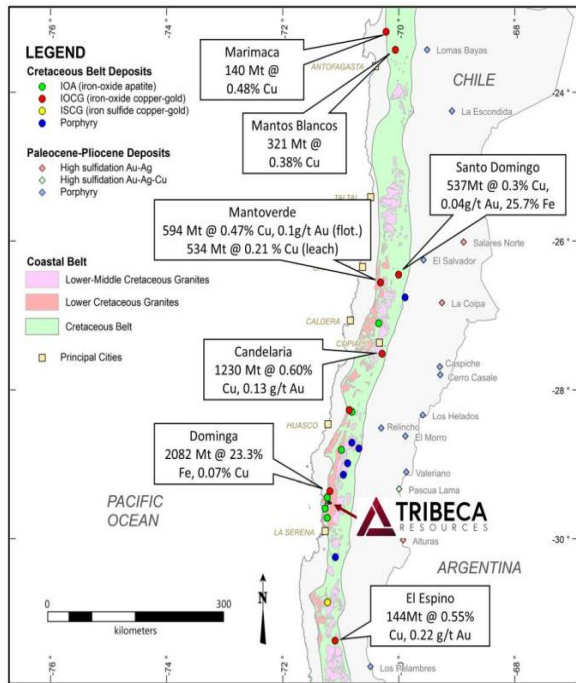 -76°
-74°
-70°
-68°
LEGEND
Cretaceous Belt Deposits
IOA (iron-oxide apatite)
IOCG (iron-oxide copper-gold)
ISCG (iron sulfide copper-gold)
Porphyry
Paleocene-Pliocene Deposits
High sulfidation Au-Ag
High sulfidation Au-Ag-Cu
Porphyry
Coastal Belt
Lower-Middle Cretaceous Granites
Lower Cretaceous Granites
Cretaceous Belt
Principal Cities
Marimaca
140 Mt @
0.48% Cu
ANTOFAGASTA
Lomas Bayas
CHILE
-24°
La Escondida
Mantos Blancos
321 Mt @
0.38% Cu
Santo Domingo
537Mt @ 0.3% Cu,
0.04g/t Au, 25.7% Fe
TALTAL
Mantoverde
594 Mt @ 0.47% Cu, 0.1g/t Au (flot.)
534 Mt @ 0.21 % Cu (leach)
Salares Norte
-26°
El Salvador
La Coipa
CALDERA
COPIAPO
Candelaria
1230 Mt @ 0.60%
Cu, 0.13 g/t Au
Caspiche
Cerro Casale
-28°
Los Helados
HUASCO
Relincho
El Morro
Dominga
2082 Mt @ 23.3%
Fe, 0.07% Cu
Valeriano
Pascua Lama
PACIFIC
OCEAN
TRIBECA
RESOURCES
LA SERENA
Alturas
-30°
ARGENTINA
El Espino
144Mt @ 0.55%
Cu, 0.22 g/t Au
N
0
300
kilometers
Los Pelambres
-76°
-74°
-72°
-70°
-68°